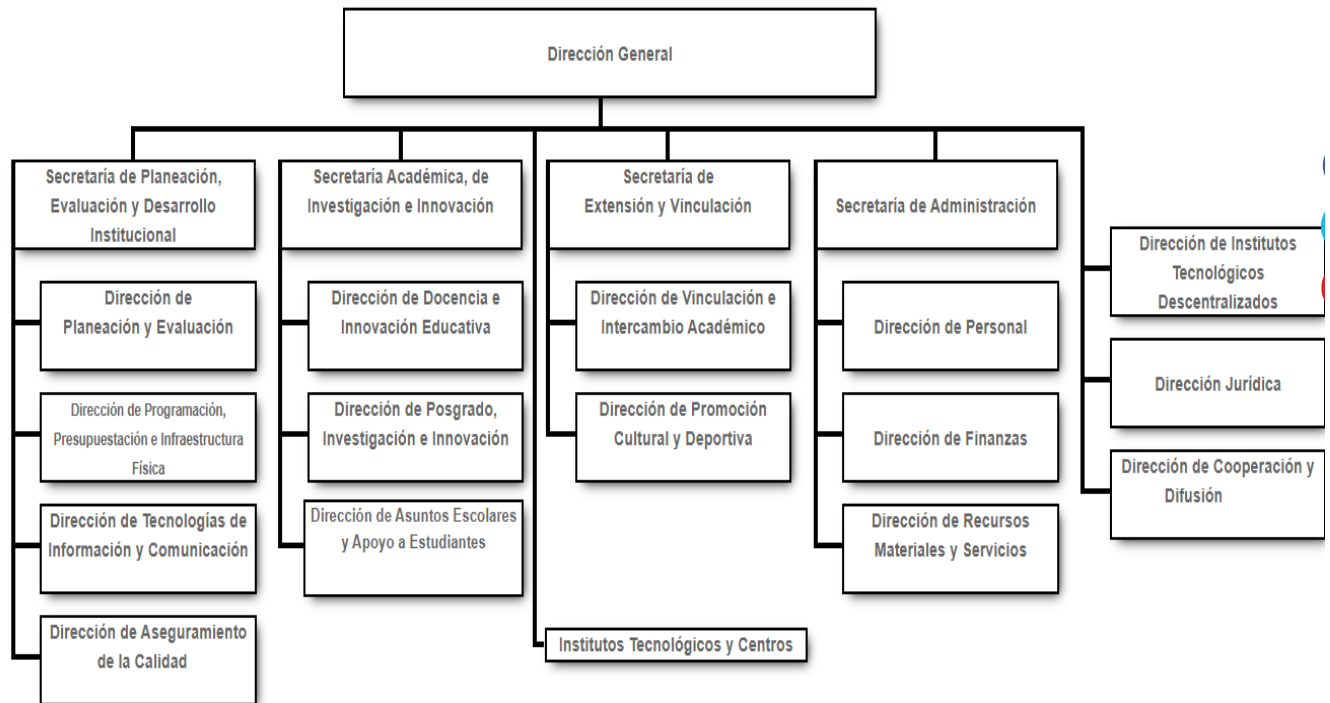 Dirección General
Secretaría de Planeación,
Evaluación y Desarrollo
Institucional
Dirección de
Planeación y Evaluación
Dirección de Programación,
Presupuestación e Infraestructura
Física
Dirección de Tecnologías de
Información y Comunicación
Dirección de Aseguramiento
de la Calidad
Secretaría Académica, de
Investigación e Innovación
Dirección de Docencia e
Innovación Educativa
Dirección de Posgrado,
Investigación e Innovación
Dirección de Asuntos Escolares
y Apoyo a Estudiantes
Secretaría de
Extensión y Vinculación
Dirección de Vinculación e
Intercambio Académico
Dirección de Promoción
Cultural y Deportiva
Institutos Tecnológicos y Centros
Secretaría de Administración
Dirección de Personal
Dirección de Finanzas
Dirección de Recursos
Materiales y Servicios
Dirección de Institutos
Tecnológicos
Descentralizados
Dirección Jurídica
Dirección de Cooperación y
Difusión